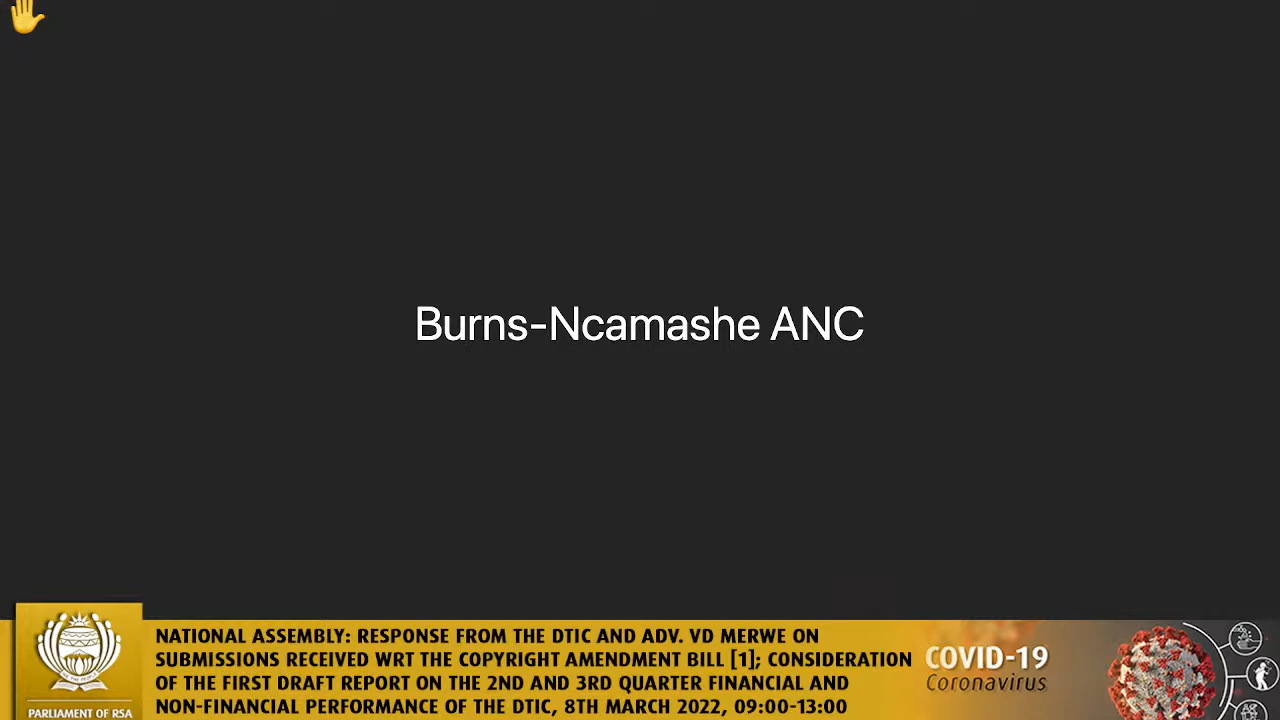 Burns-Ncamashe ANC
NATIONAL ASSEMBLY: RESPONSE FROM THE DTIC AND ADV. VD MERWE ON
SUBMISSIONS RECEIVED WRT THE COPYRIGHT AMENDMENT BILL [1]; CONSIDERATION
OF THE FIRST DRAFT REPORT ON THE 2ND AND 3RD QUARTER FINANCIAL AND
NON-FINANCIAL PERFORMANCE OF THE DTIC, 8TH MARCH 2022, 09:00-13:00
PARLIAMENT OF RSA
COVID-19
Coronavirus